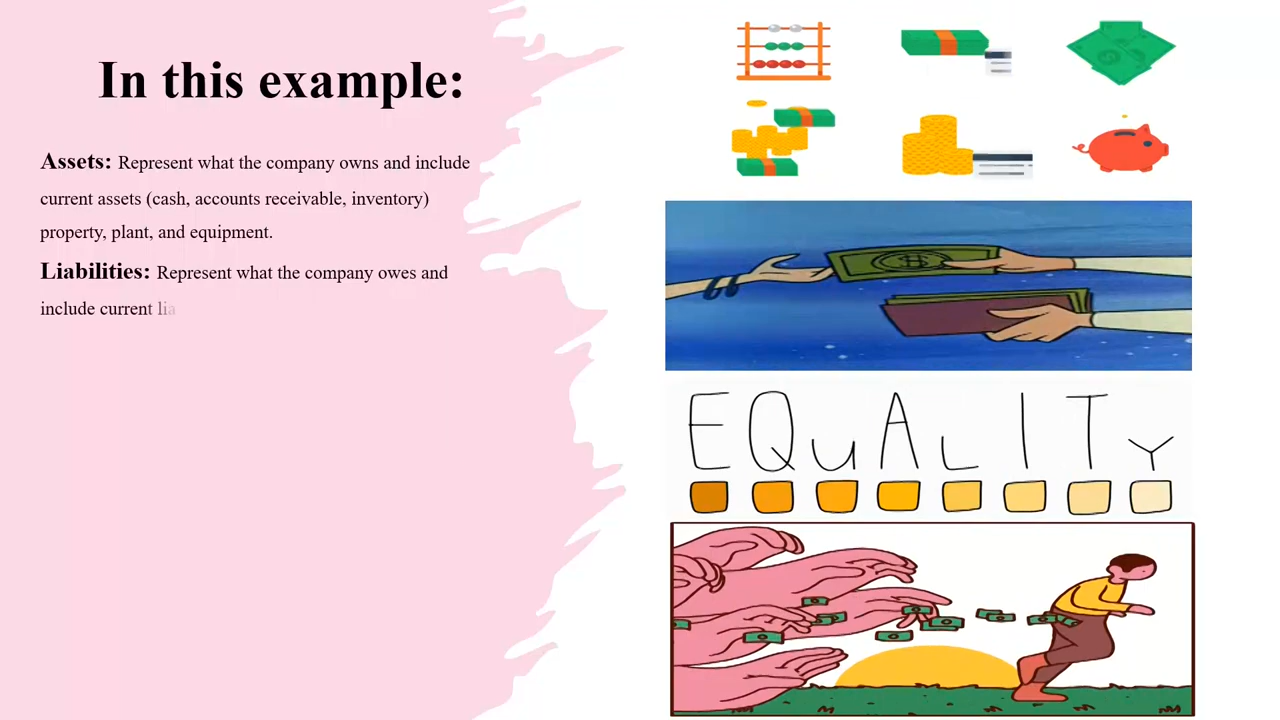 In this example:
Assets: Represent what the company owns and include
current assets (cash, accounts receivable, inventory)
property, plant, and equipment.
Liabilities: Represent what the company owes and
include current lia
EQUALITY